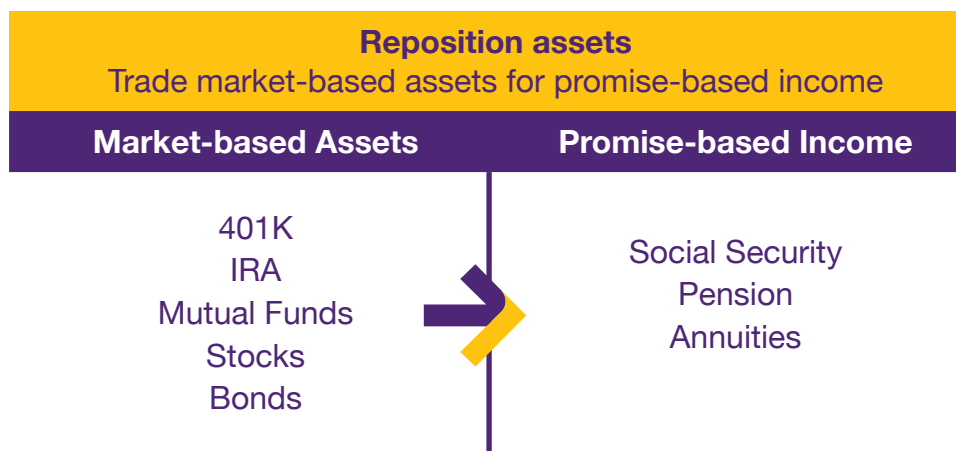 Reposition assets
Trade market-based assets for promise-based income
Market-based Assets
Promise-based Income
401K
IRA
Mutual Funds
Stocks
Bonds
Social Security
Pension
Annuities